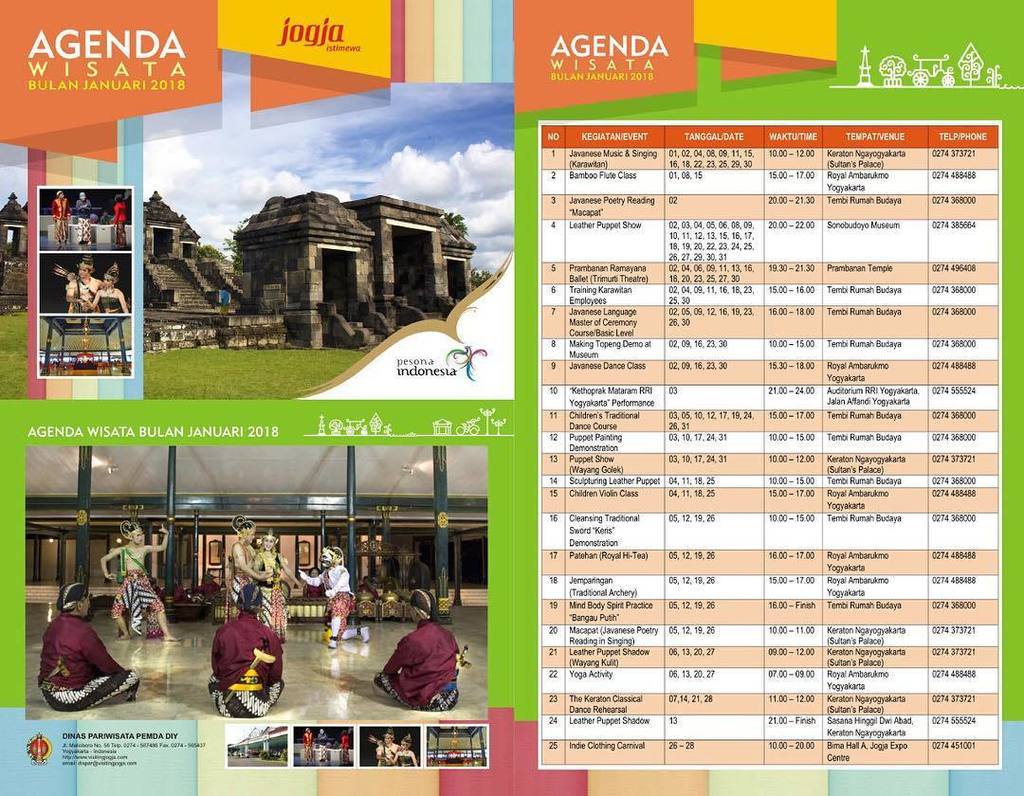 AGENDA
WISATA
BULAN JANUARI 2018
jogja
istimewa
pesona
indonesia
AGENDA WISATA BULAN JANUARI 2018
DINAS PARIWISATA PEMDA DIY
Jl. Malioboro No. 56 Telp. 0274 - 587486 Fax. 0274 - 565437
Yogyakarta - Indonesia
http://www.visitingjogja.com
email: dispar@visitingjogja.com
AGENDA
WISATA
BULAN JANUARI 2018
NO KEGIATAN/EVENT TANGGAL/DATE WAKTU/TIME TEMPAT/VENUE TELP/PHONE
1 Javanese Music & Singing 01, 02, 04, 08, 09, 11, 15, 10.00 – 12.00 Keraton Ngayogyakarta 0274 373721
(Karawitan) 16, 18, 22, 23, 25, 29, 30 (Sultan's Palace)
2 Bamboo Flute Class 01, 08, 15 15.00 – 17.00 Royal Ambarukmo 0274 488488
Yogyakarta
3 Javanese Poetry Reading 02 20.00 – 21.30 Tembi Rumah Budaya 0274 368000
"Macapat"
4 Leather Puppet Show 02, 03, 04, 05, 06, 08, 09, 20.00 – 22.00 Sonobudoyo Museum 0274 385664
10, 11, 12, 13, 15, 16, 17,
18, 19, 20, 22, 23, 24, 25,
26, 27, 29, 30, 31
5 Prambanan Ramayana 02, 04, 06, 09, 11, 13, 16, 19.30 – 21.30 Prambanan Temple 0274 496408
Ballet (Trimurti Theatre) 18, 20, 23, 25, 27, 30
6 Training Karawitan 02, 04, 09, 11, 16, 18, 23, 15.00 – 16.00 Tembi Rumah Budaya 0274 368000
Employees 25, 30
7 Javanese Language 02, 05, 09, 12, 16, 19, 23, 16.00 – 18.00 Tembi Rumah Budaya 0274 368000
Master of Ceremony 26, 30
Course/Basic Level
8 Making Topeng Demo at 02, 09, 16, 23, 30 10.00 – 15.00 Tembi Rumah Budaya 0274 368000
Museum
9 Javanese Dance Class 02, 09, 16, 23, 30 15.30 – 18.00 Royal Ambarukmo 0274 488488
Yogyakarta
10 "Kethoprak Mataram RRI 03 21.00 – 24.00 Auditorium RRI Yogyakarta, 0274 555524
Yogyakarta" Performance Jalan Affandi Yogyakarta
11 Children's Traditional 03, 05, 10, 12, 17, 19, 24, 15.00 – 17.00 Tembi Rumah Budaya 0274 368000
Dance Course 26, 31
12 Puppet Painting 03, 10, 17, 24, 31 10.00 – 15.00 Tembi Rumah Budaya 0274 368000
Demonstration
13 Puppet Show 03, 10, 17, 24, 31 10.00 – 12.00 Keraton Ngayogyakarta 0274 373721
(Wayang Golek) (Sultan's Palace)
14 Sculpturing Leather Puppet 04, 11, 18, 25 10.00 – 15.00 Tembi Rumah Budaya 0274 368000
15 Children Violin Class 04, 11, 18, 25 15.00 – 17.00 Royal Ambarukmo 0274 488488
Yogyakarta
16 Cleansing Traditional 05, 12, 19, 26 10.00 – 15.00 Tembi Rumah Budaya 0274 368000
Sword "Keris"
Demonstration
17 Patehan (Royal Hi-Tea) 05, 12, 19, 26 16.00 – 17.00 Royal Ambarukmo 0274 488488
Yogyakarta
18 Jemparingan 05, 12, 19, 26 15.00 – 17.00 Royal Ambarukmo 0274 488488
(Traditional Archery) Yogyakarta
19 Mind Body Spirit Practice 05, 12, 19, 26 16.00 – Finish Tembi Rumah Budaya 0274 368000
"Bangau Putih"
20 Macapat (Javanese Poetry 05, 12, 19, 26 10.00 – 11.00 Keraton Ngayogyakarta 0274 373721
Reading in Singing) (Sultan's Palace)
21 Leather Puppet Shadow 06, 13, 20, 27 09.00 – 12.00 Keraton Ngayogyakarta 0274 373721
(Wayang Kulit) (Sultan's Palace)
22 Yoga Activity 06, 13, 20, 27 07.00 – 09.00 Royal Ambarukmo 0274 488488
Yogyakarta
23 The Keraton Classical 07,14, 21, 28 11.00 – 12.00 Keraton Ngayogyakarta 0274 373721
Dance Rehearsal (Sultan's Palace)
24 Leather Puppet Shadow 13 21.00 – Finish Sasana Hinggil Dwi Abad, 0274 555524
Keraton Ngayogyakarta
25 Indie Clothing Carnival 26 – 28 10.00 – 20.00 Bima Hall A, Jogja Expo 0274 451001
Centre